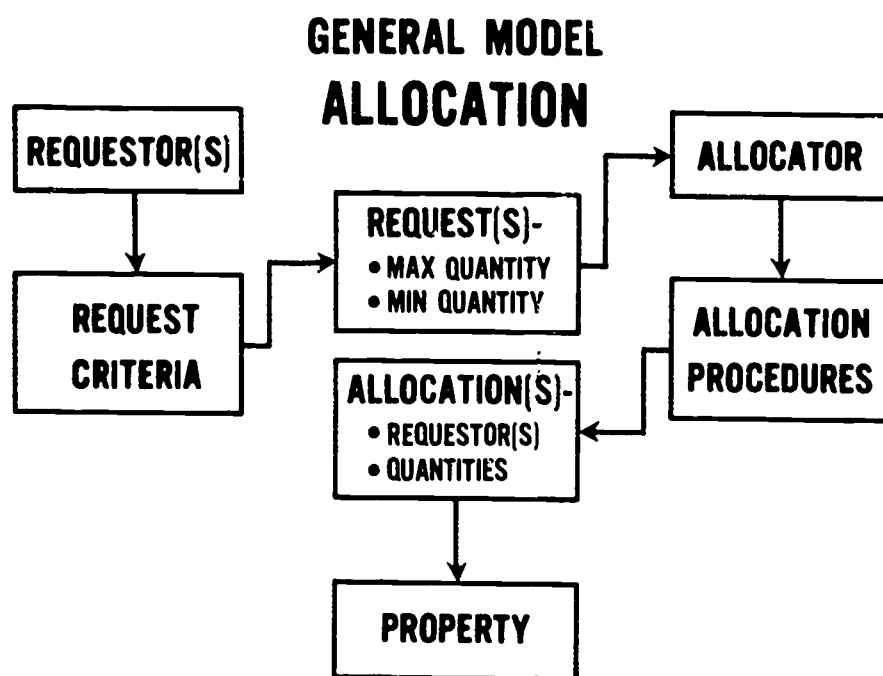 GENERAL MODEL
ALLOCATION
REQUESTOR(S)
REQUEST
CRITERIA
REQUEST(S)-
• MAX QUANTITY
• MIN QUANTITY
ALLOCATOR
ALLOCATION
PROCEDURES
ALLOCATION(S)-
• REQUESTOR(S)
• QUANTITIES
PROPERTY